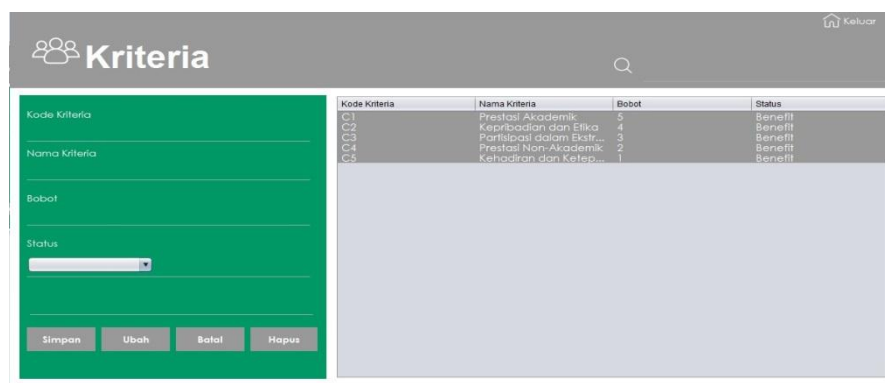 Keluar
Kriteria
Kode Kriteria
Nama Kriteria
Bobot
Status
Simpan Ubah Batal Hapus
Kode Kriteria Nama Kriteria Bobot Status
C1 Prestasi Akademik 5 Benefit
C2 Kepribadian dan Etika 4 Benefit
C3 Partisipasi dalam Ekstr... 3 Benefit
C4 Prestasi Non-Akademik 2 Benefit
C5 Kehadiran dan Ketep... 1 Benefit